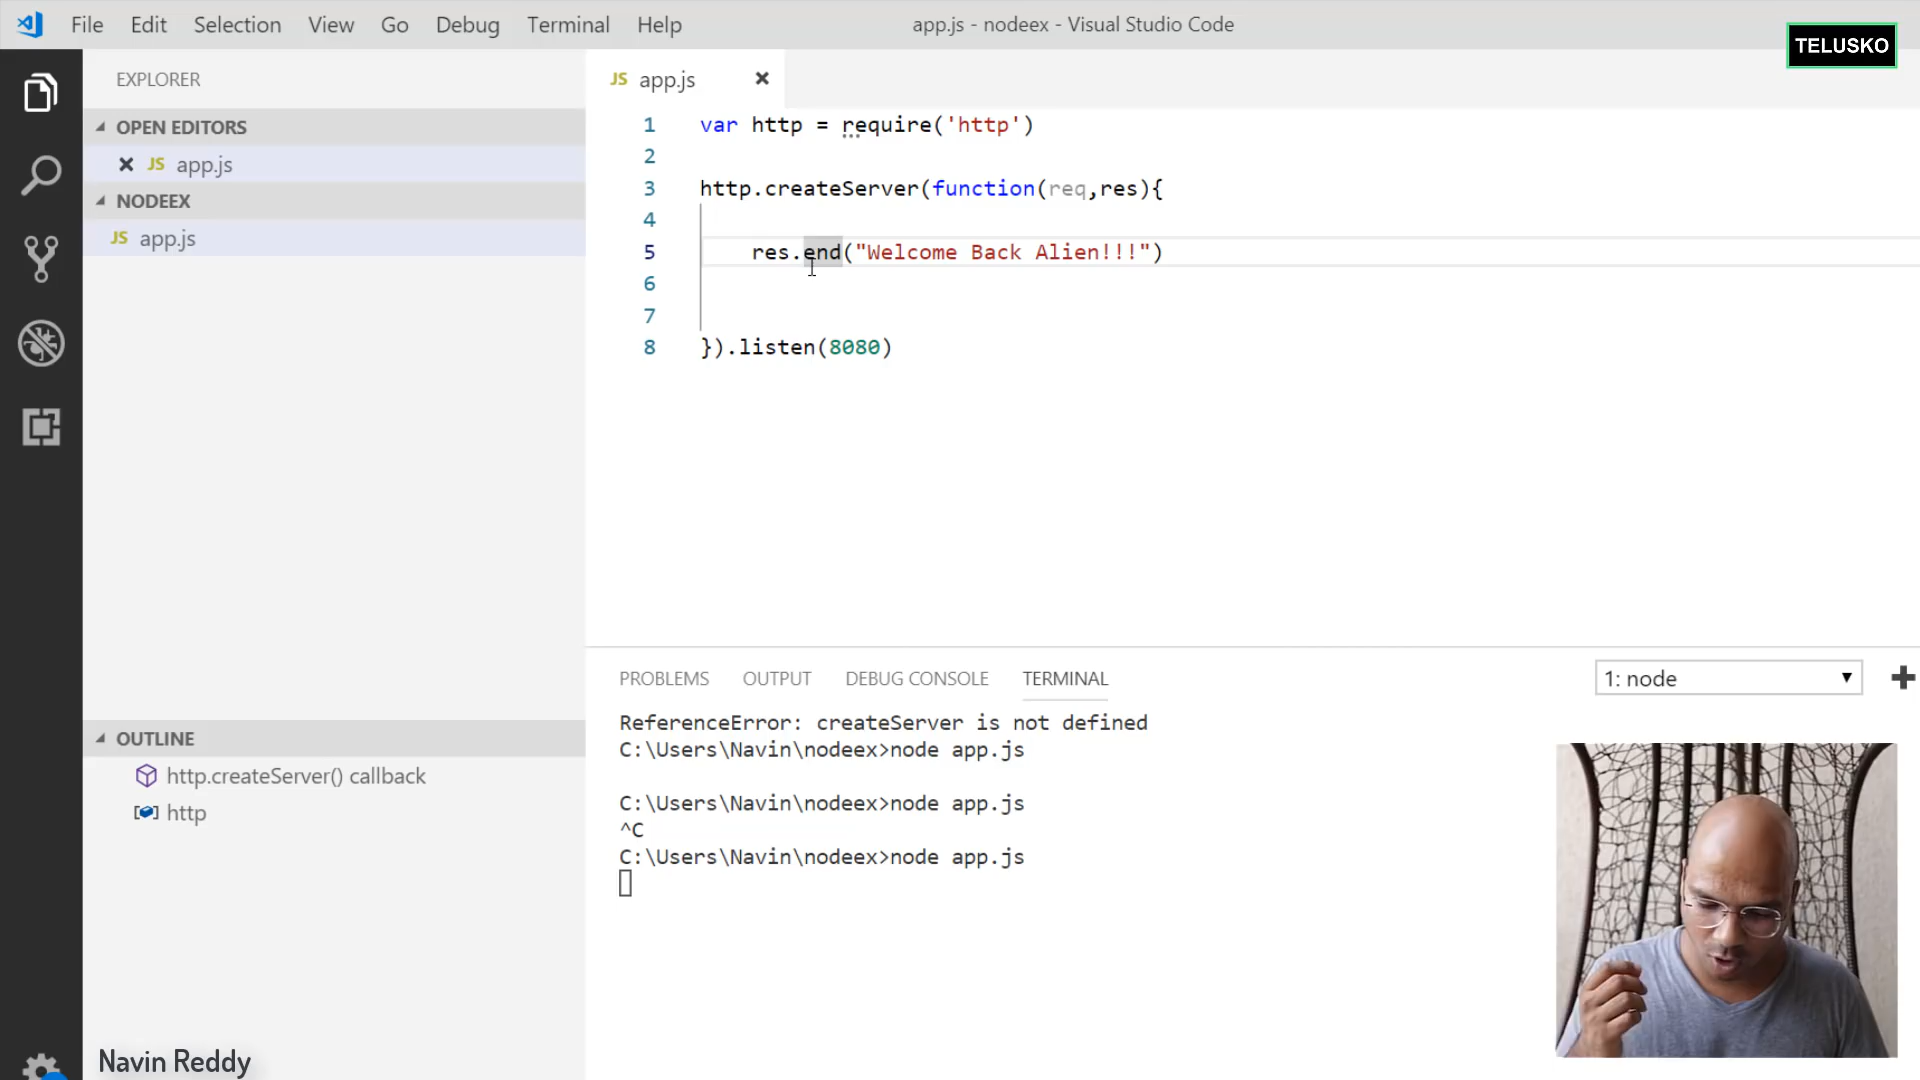 File Edit Selection View Go Debug Terminal Help
app.js - nodeex - Visual Studio Code
TELUSKO
EXPLORER
OPEN EDITORS
JS app.js
NODEEX
JS app.js
OUTLINE
http.createServer() callback
http
JS app.js
1 var http = require('http')
2
3 http.createServer(function(req,res){
4
5 res.end("Welcome Back Alien!!!")
6
7
8 }).listen(8080)
PROBLEMS OUTPUT DEBUG CONSOLE TERMINAL
1: node
ReferenceError: createServer is not defined
C:\Users\Navin\nodeex>node app.js
C:\Users\Navin\nodeex>node app.js
^C
C:\Users\Navin\nodeex>node app.js
Navin Reddy